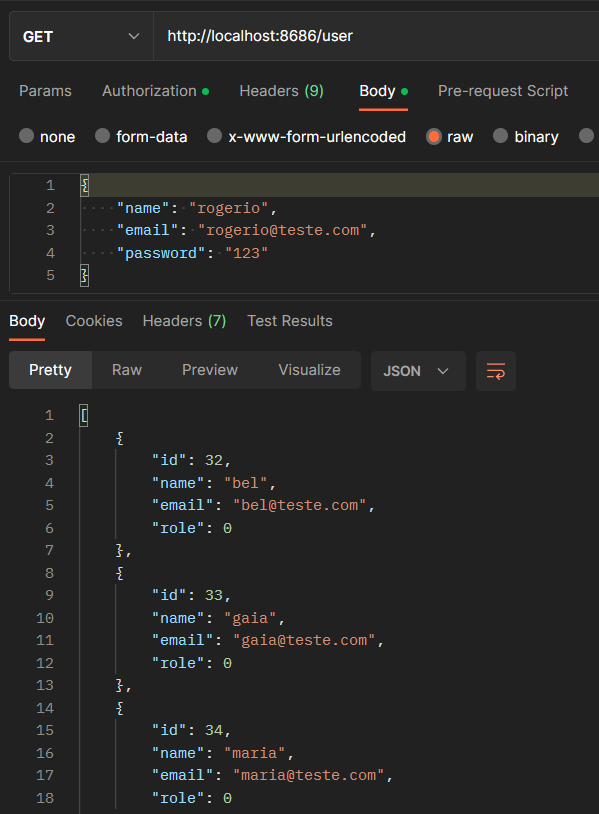 GET http://localhost:8686/user
Params Authorization Headers (9) Body Pre-request Script
none form-data x-www-form-urlencoded raw binary
1 {
2 "name": "rogerio",
3 "email": "rogerio@teste.com",
4 "password": "123"
5 }
Body Cookies Headers (7) Test Results
Pretty Raw Preview Visualize JSON
1 [
2 {
3 "id": 32,
4 "name": "bel",
5 "email": "bel@teste.com",
6 "role": 0
7 },
8 {
9 "id": 33,
10 "name": "gaia",
11 "email": "gaia@teste.com",
12 "role": 0
13 },
14 {
15 "id": 34,
16 "name": "maria",
17 "email": "maria@teste.com",
18 "role": 0